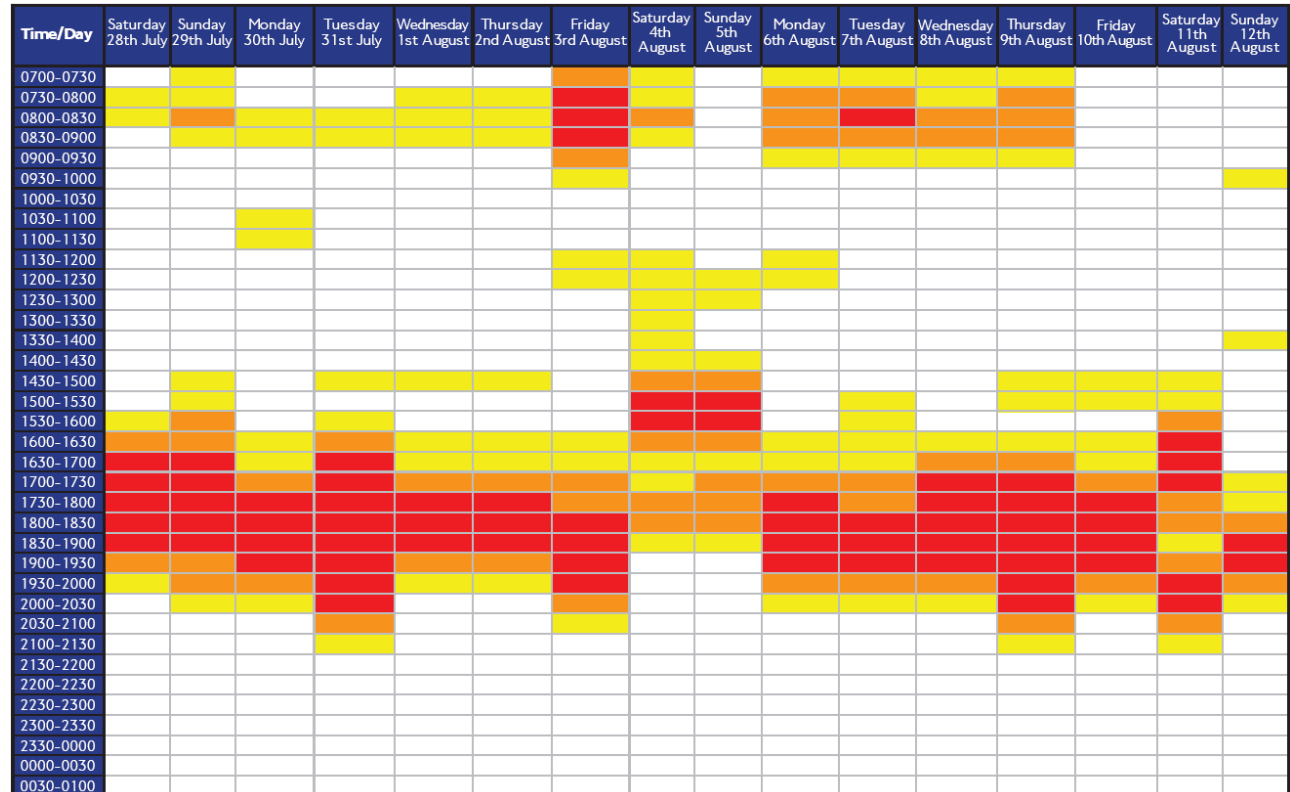 Time/Day
Saturday
28th July
Sunday
29th July
Monday
30th July
Tuesday
31st July
Wednesday
1st August
Thursday
2nd August
Friday
3rd August
Saturday
4th
August
Sunday
5th
August
Monday
6th August
Tuesday
7th August
Wednesday
8th August
Thursday
9th August
Friday
10th August
Saturday
11th
August
Sunday
12th
August
0700-0730
0730-0800
0800-0830
0830-0900
0900-0930
0930-1000
1000-1030
1030-1100
1100-1130
1130-1200
1200-1230
1230-1300
1300-1330
1330-1400
1400-1430
1430-1500
1500-1530
1530-1600
1600-1630
1630-1700
1700-1730
1730-1800
1800-1830
1830-1900
1900-1930
1930-2000
2000-2030
2030-2100
2100-2130
2130-2200
2200-2230
2230-2300
2300-2330
2330-0000
0000-0030
0030-0100